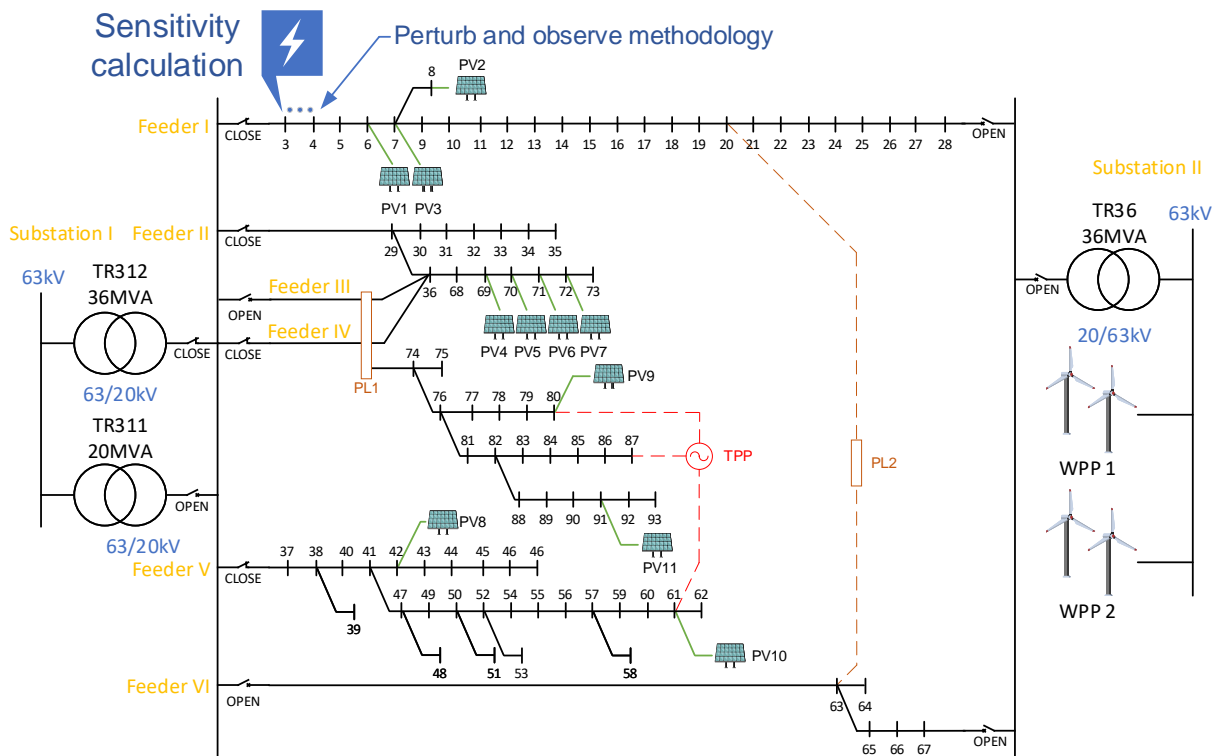 Sensitivity
calculation
Perturb and observe methodology
8
PV2
Feeder I
CLOSE
3 4 5 6 7 9 10 11 12 13 14 15 16 17 18 19 20 24 25 26 27 28
OPEN
PV1 PV3
Substation II
TR36
36MVA
63kV
OPEN
20/63kV
WPP 1
WPP 2
Substation I
Feeder II
CLOSE
29 30 31 32 33 34 35
63kV
TR312
36MVA
CLOSE
63/20kV
Feeder III
OPEN
36 68 69 70 71 72 73
Feeder IV
CLOSE
PV4 PV5 PV6 PV7
PL1
74 75
PV9
76 77 78 79 80
TR311
20MVA
OPEN
63/20kV
81 82 83 84 85 86 87
TPP
PL2
88 89 90 91 92 93
PV8
PV11
Feeder V
CLOSE
37 38 40 41 42 43 44 45 46 46
39
47 49 50 52 54 55 56 57 59 60 61 62
48 51 53 58
PV10
Feeder VI
OPEN
63 64
65 66 67
OPEN